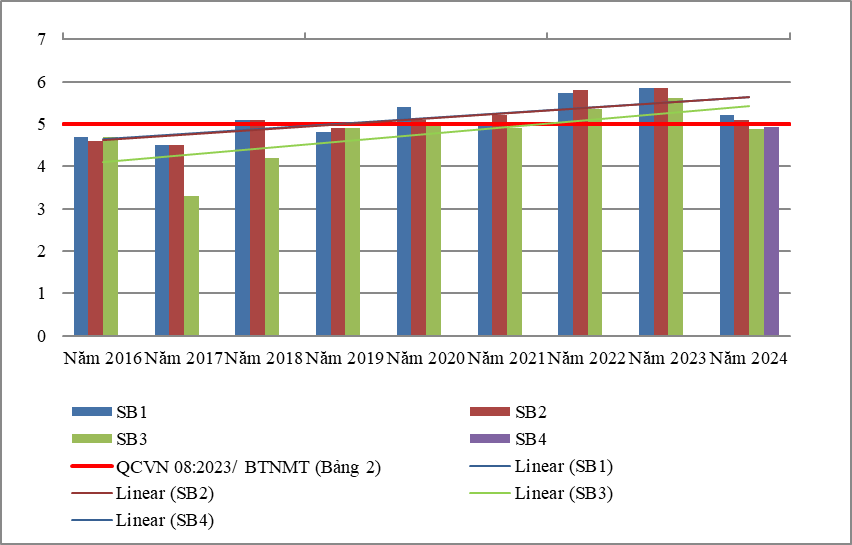 7
6
5
4
3
2
1
0
Năm 2016 Năm 2017 Năm 2018 Năm 2019 Năm 2020 Năm 2021 Năm 2022 Năm 2023 Năm 2024
SB1 SB2
SB3 SB4
QCVN 08:2023/ BTNMT (Bảng 2) Linear (SB1)
Linear (SB2) Linear (SB3)
Linear (SB4)